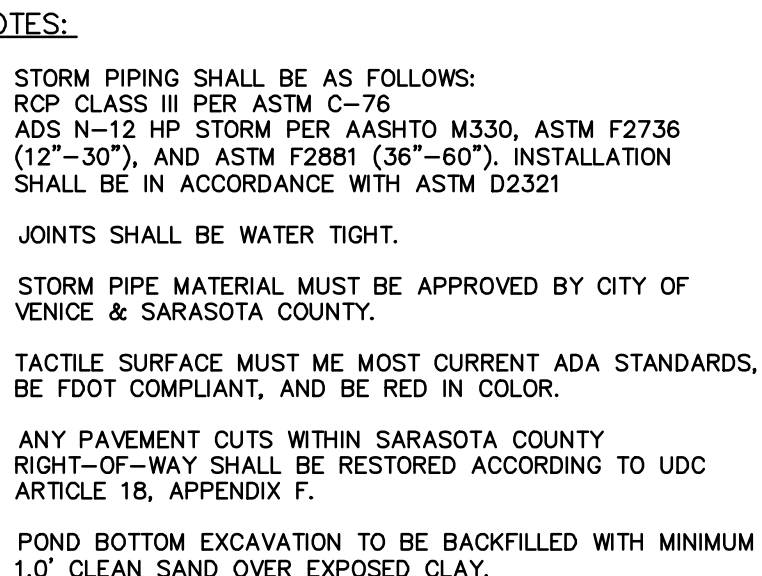 OTES:
STORM PIPING SHALL BE AS FOLLOWS:
RCP CLASS III PER ASTM C-76
ADS N-12 HP STORM PER AASHTO M330, ASTM F2736
(12"-30"), AND ASTM F2881 (36"-60"). INSTALLATION
SHALL BE IN ACCORDANCE WITH ASTM D2321
JOINTS SHALL BE WATER TIGHT.
STORM PIPE MATERIAL MUST BE APPROVED BY CITY OF
VENICE & SARASOTA COUNTY.
TACTILE SURFACE MUST ME MOST CURRENT ADA STANDARDS,
BE FDOT COMPLIANT, AND BE RED IN COLOR.
ANY PAVEMENT CUTS WITHIN SARASOTA COUNTY
RIGHT-OF-WAY SHALL BE RESTORED ACCORDING TO UDC
ARTICLE 18, APPENDIX F.
POND BOTTOM EXCAVATION TO BE BACKFILLED WITH MINIMUM
1.0' CLEAN SAND OVER EXPOSED CLAY.